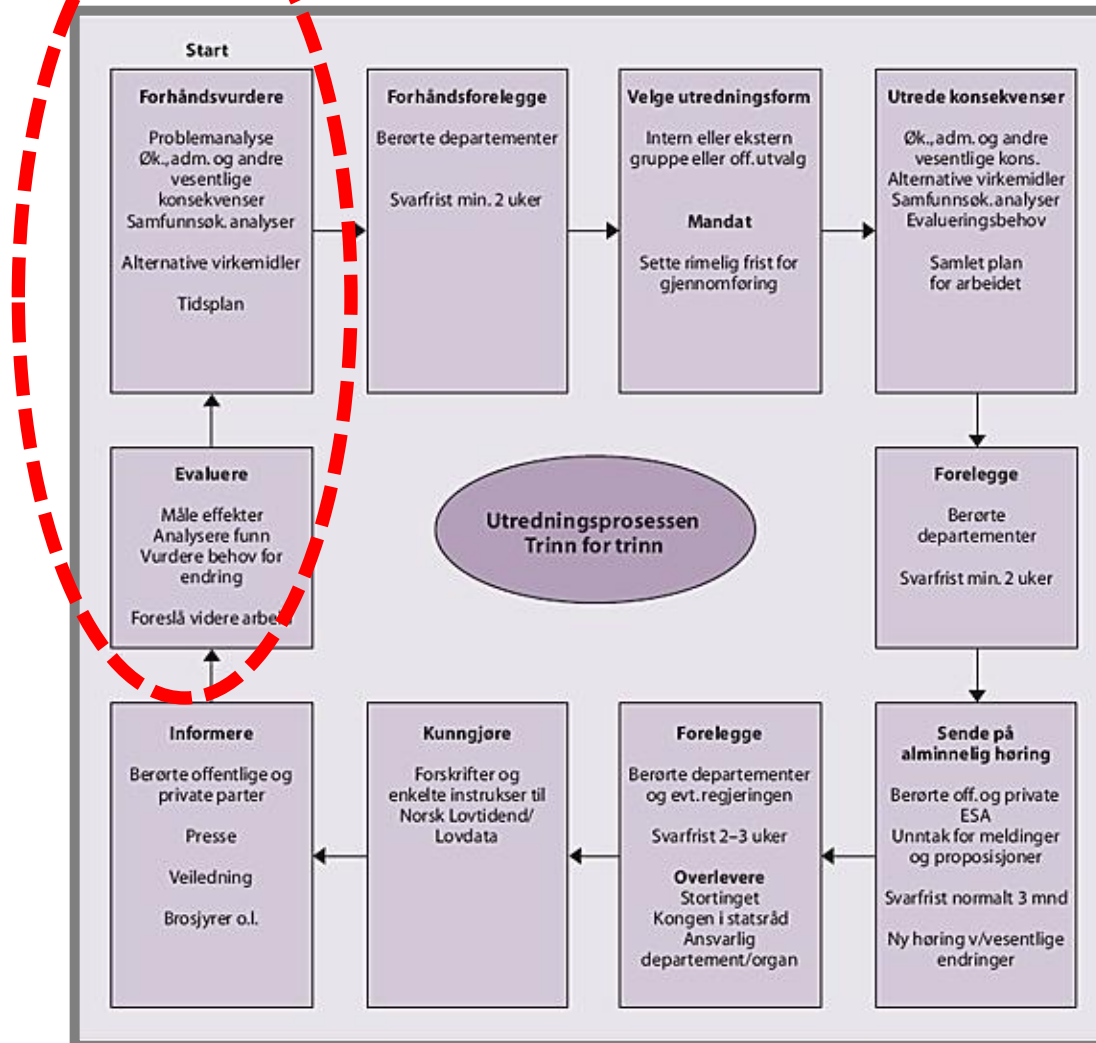 Start
Forhåndsvurdere
Problemanalyse
Øk., adm. og andre
vesentlige
konsekvenser
Samfunnsøk. analyser
Alternative virkemidler
Tidsplan
Forhåndsforelegge
Berørte departementer
Svarfrist min. 2 uker
Velge utredningsform
Intern eller ekstern
gruppe eller off. utvalg
Mandat
Sette rimelig frist for
gjennomføring
Utrede konsekvenser
Øk., adm. og andre
vesentlige kons.
Alternative virkemidler
Samfunnsøk. analyser
Evalueringsbehov
Samlet plan
for arbeidet
Forelegge
Berørte
departementer
Svarfrist min. 2 uker
Sende på
alminnelig høring
Berørte off. og private
ESA
Unntak for meldinger
og proposisjoner
Svarfrist normalt 3 mnd
Ny høring v/vesentlige
endringer
Forelegge
Berørte departementer
og evt. regjeringen
Svarfrist 2–3 uker
Overlevere
Stortinget
Kongen i statsråd
Ansvarlig
departement/organ
Kunngjøre
Forskrifter og
enkelte instrukser til
Norsk Lovtidend/
Lovdata
Informere
Berørte offentlige og
private parter
Presse
Veiledning
Brosjyrer o.l.
Evaluere
Måle effekter
Analysere funn
Vurdere behov for
endring
Foreslå videre arbeid
Utredningsprosessen
Trinn for trinn